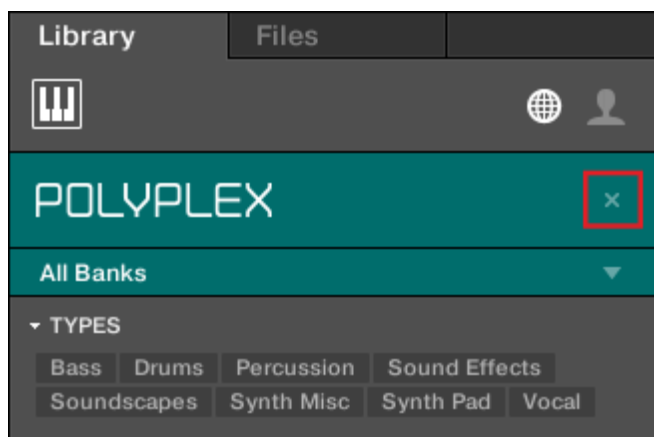 Library Files
POLYPLEX
All Banks
TYPES
Bass Drums Percussion Sound Effects
Soundscapes Synth Misc Synth Pad Vocal